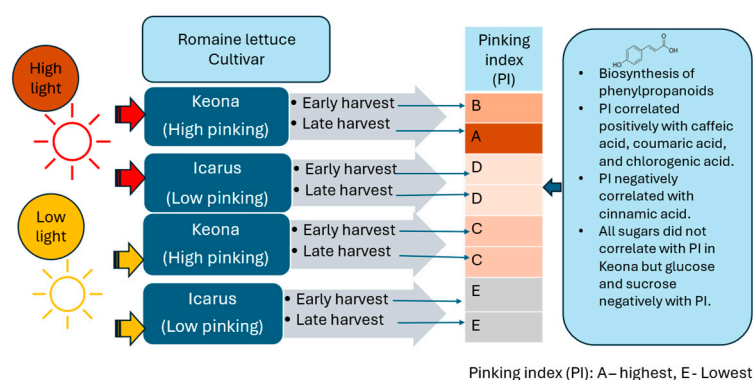 Romaine lettuce
Cultivar
Pinking
index
(PI)
High
light
Keona
(High pinking)
• Early harvest
• Late harvest
B
A
Icarus
(Low pinking)
• Early harvest
• Late harvest
D
D
Low
light
Keona
(High pinking)
• Early harvest
• Late harvest
C
C
Icarus
(Low pinking)
• Early harvest
• Late harvest
E
E
HO
O
OH
• Biosynthesis of
phenylpropanoids
• PI correlated
positively with caffeic
acid, coumaric acid,
and chlorogenic acid.
• PI negatively
correlated with
cinnamic acid.
• All sugars did not
correlate with PI in
Keona but glucose
and sucrose
negatively with PI.
Pinking index (PI): A– highest, E- Lowest